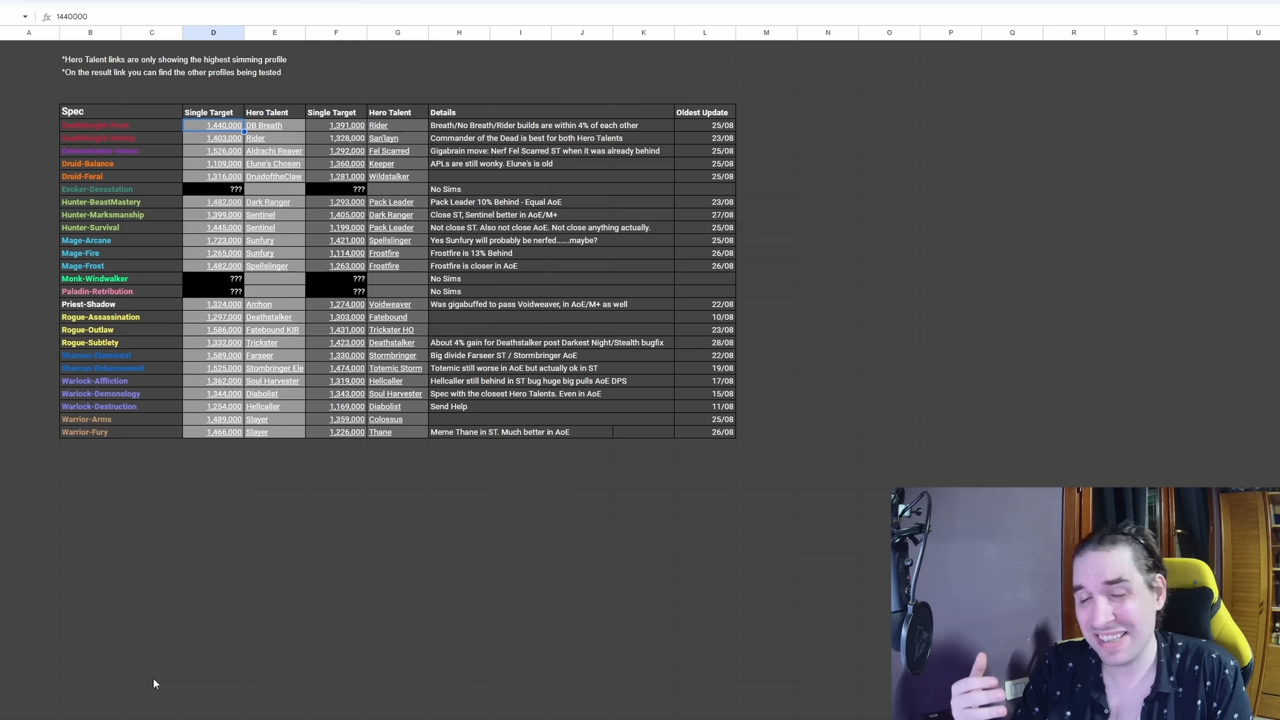 1440000
A B C D E F G H I J K L M N O P Q R S T U
*Hero Talent links are only showing the highest simming profile
*On the result link you can find the other profiles being tested
Spec Single Target Hero Talent Single Target Hero Talent Details Oldest Update
1,440,000 DB Breath 1,391,000 Rider Breath/No Breath/Rider builds are within 4% of each other 25/08
1,403,000 Rider 1,328,000 San'layn Commander of the Dead is best for both Hero Talents 23/08
1,526,000 Aldrachi Reaver 1,292,000 Fel Scarred Gigabrain move: Nerf Fel Scarred ST when it was already behind 25/08
Druid-Balance 1,109,000 Elune's Chosen 1,360,000 Keeper APLs are still wonky. Elune's is old 25/08
Druid-Feral 1,316,000 DruidoftheClaw 1,281,000 Wildstalker 25/08
Evoker-Devastation ??? ??? No Sims
Hunter-BeastMastery 1,482,000 Dark Ranger 1,293,000 Pack Leader Pack Leader 10% Behind - Equal AoE 23/08
Hunter-Marksmanship 1,399,000 Sentinel 1,405,000 Dark Ranger Close ST, Sentinel better in AoE/M+ 27/08
Hunter-Survival 1,445,000 Sentinel 1,199,000 Pack Leader Not close ST. Also not close AoE. Not close anything actually. 25/08
Mage-Arcane 1,723,000 Sunfury 1,421,000 Spellslinger Yes Sunfury will probably be nerfed......maybe? 25/08
Mage-Fire 1,265,000 Sunfury 1,114,000 Frostfire Frostfire is 13% Behind 26/08
Mage-Frost 1,482,000 Spellslinger 1,263,000 Frostfire Frostfire is closer in AoE 26/08
Monk-Windwalker ??? ??? No Sims
Paladin-Retribution ??? ??? No Sims
Priest-Shadow 1,324,000 Archon 1,274,000 Voidweaver Was gigabuffed to pass Voidweaver, in AoE/M+ as well 22/08
Rogue-Assassination 1,297,000 Deathstalker 1,303,000 Fatebound 10/08
Rogue-Outlaw 1,586,000 Fatebound KIR 1,431,000 Trickster HO 23/08
Rogue-Subtlety 1,332,000 Trickster 1,423,000 Deathstalker About 4% gain for Deathstalker post Darkest Night/Stealth bugfix 28/08
Shaman-Elemental 1,589,000 Farseer 1,330,000 Stormbringer Big divide Farseer ST / Stormbringer AoE 22/08
Shaman-Enhancement 1,525,000 Stombringer Ele 1,474,000 Totemic Storm Totemic still worse in AoE but actually ok in ST 19/08
Warlock-Affliction 1,362,000 Soul Harvester 1,319,000 Hellcaller Hellcaller still behind in ST bug huge big pulls AoE DPS 17/08
Warlock-Demonology 1,344,000 Diabolist 1,343,000 Soul Harvester Spec with the closest Hero Talents. Even in AoE 15/08
Warlock-Destruction 1,254,000 Hellcaller 1,169,000 Diabolist Send Help 11/08
Warrior-Arms 1,489,000 Slayer 1,359,000 Colossus 25/08
Warrior-Fury 1,466,000 Slayer 1,226,000 Thane Meme Thane in ST. Much better in AoE 26/08